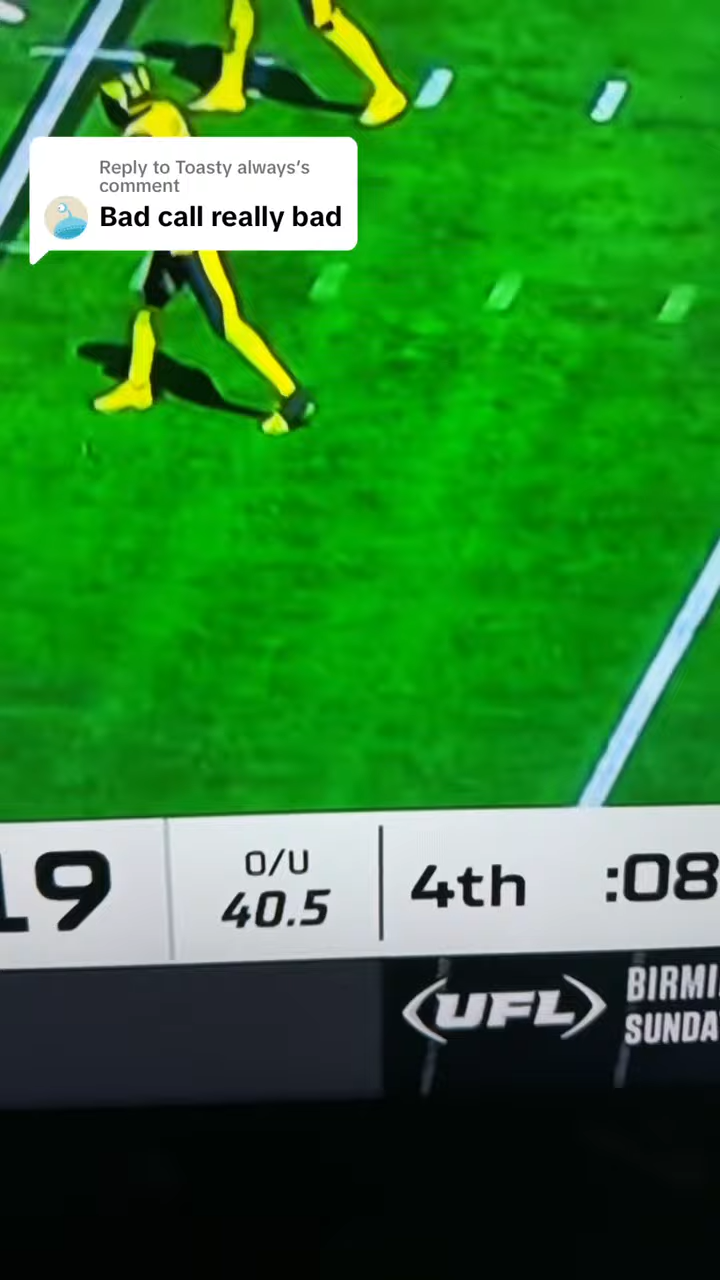 Reply to Toasty always's
comment
Bad call really bad
19
O/U
40.5
4th
:08
UFL
BIRMI
SUNDA